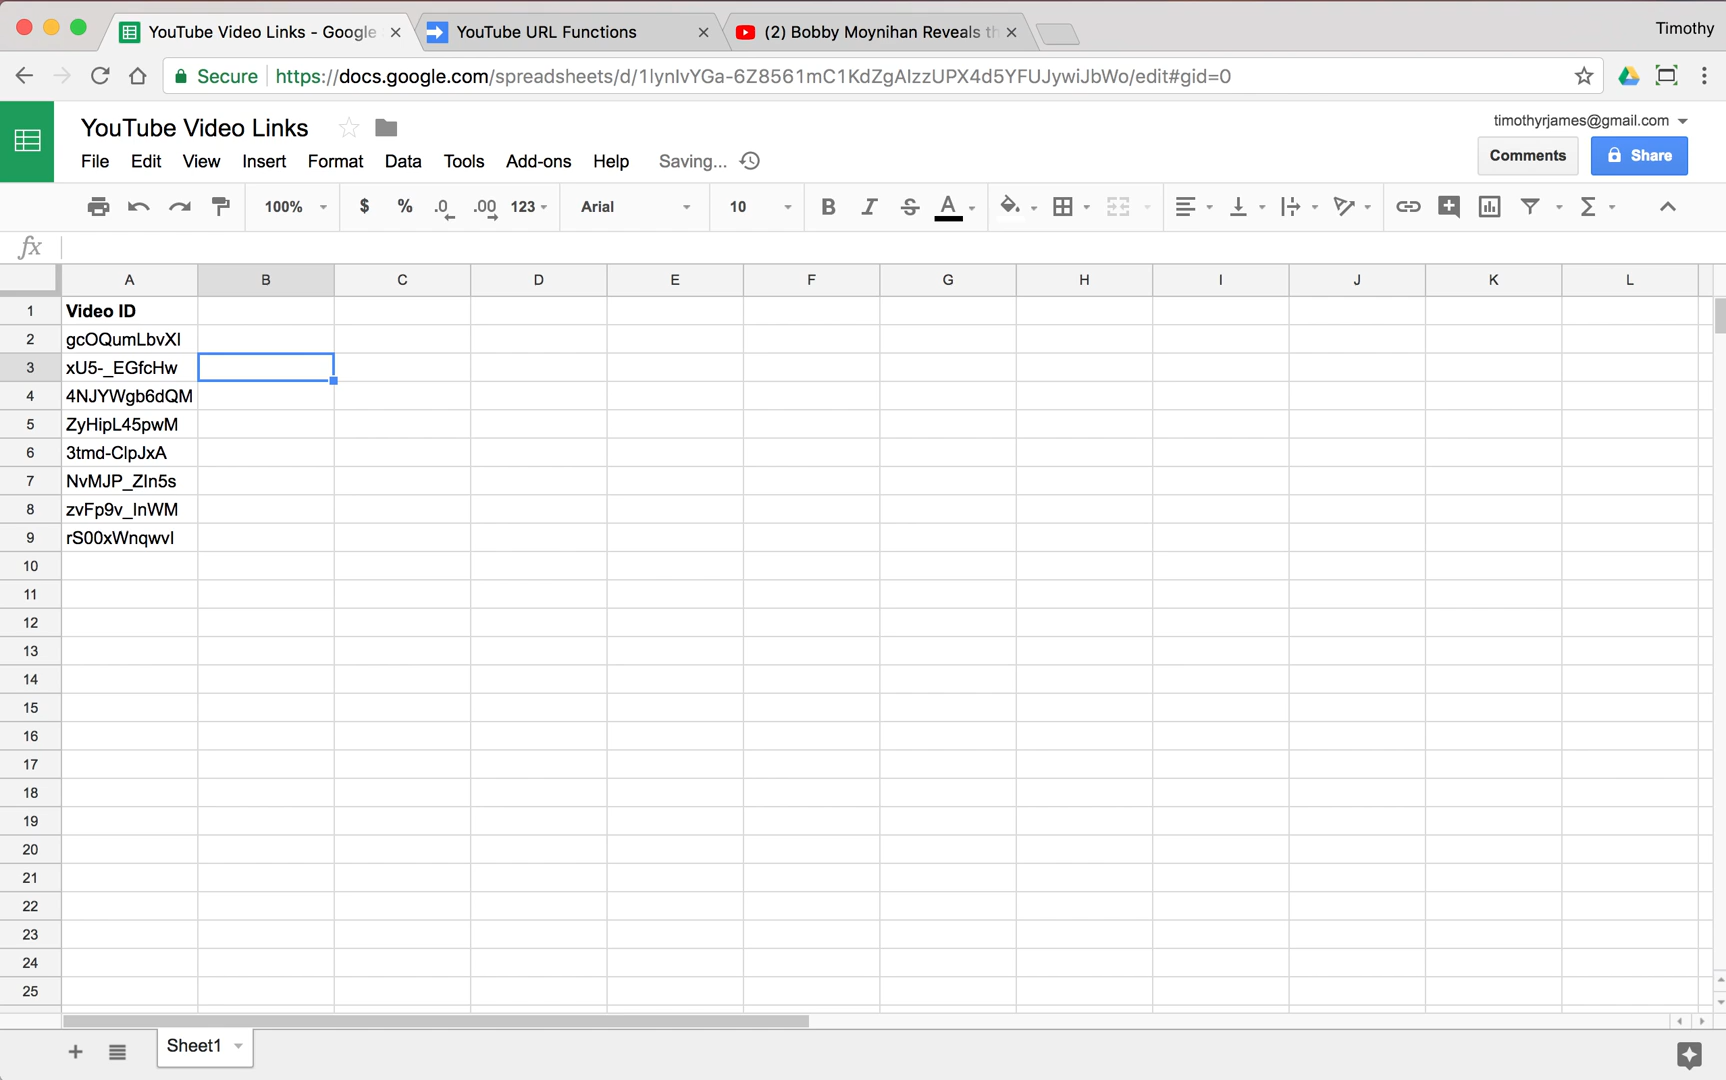 YouTube Video Links - Google
YouTube URL Functions
(2) Bobby Moynihan Reveals th
Timothy
Secure
https://docs.google.com/spreadsheets/d/1lynlvYGa-6Z8561mC1KdZgAIzzUPX4d5YFUJywiJbWo/edit#gid=0
YouTube Video Links
timothyrjames@gmail.com
File Edit View Insert Format Data Tools Add-ons Help Saving...
Comments
Share
100% $ % .0 .00 123 Arial 10 B I S A Σ
fx
A B C D E F G H I J K L
1 Video ID
2 gcOQumLbvXI
3 xU5-_EGfcHw
4 4NJYWgb6dQM
5 ZyHipL45pwM
6 3tmd-ClpJxA
7 NvMJP_ZIn5s
8 zvFp9v_InWM
9 rS00xWnqwvI
10
11
12
13
14
15
16
17
18
19
20
21
22
23
24
25
Sheet1